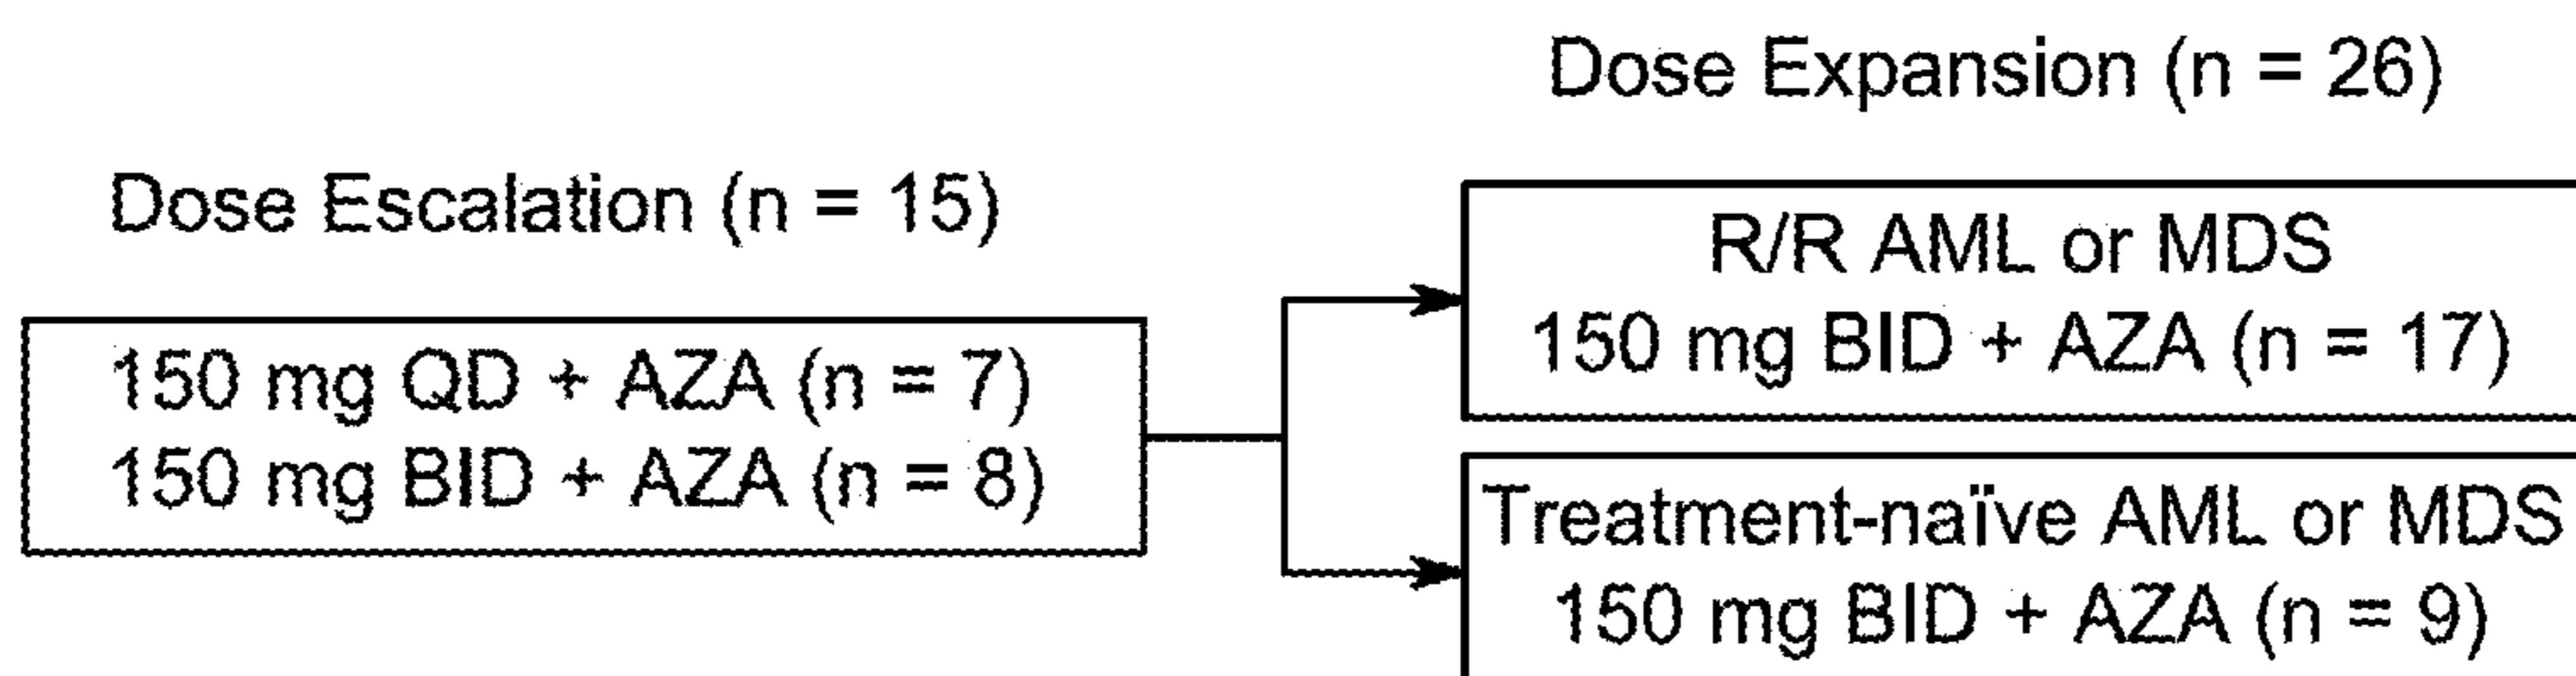 Dose Escalation (n = 15)
150 mg QD + AZA (n = 7)
150 mg BID + AZA (n = 8)
Dose Expansion (n = 26)
R/R AML or MDS
150 mg BID + AZA (n = 17)
Treatment-naïve AML or MDS
150 mg BID + AZA (n = 9)